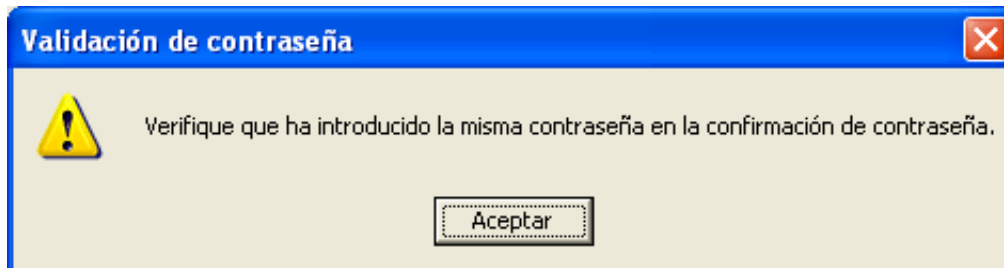 Validación de contraseña
Verifique que ha introducido la misma contraseña en la confirmación de contraseña.
Aceptar